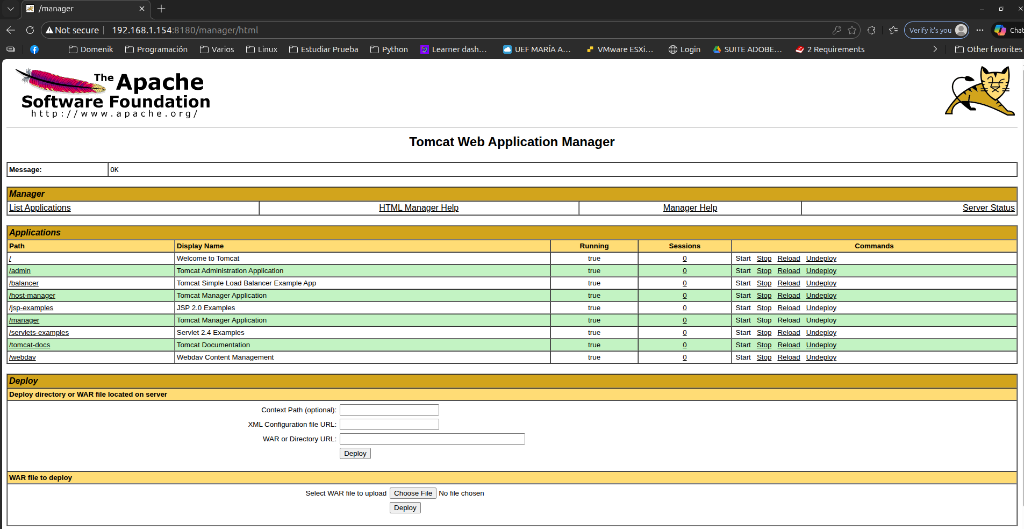 /manager
Not secure 192.168.1.154:8180/manager/html Verify it's you Chat
Domenik Programación Varios Linux Estudiar Prueba Python Learner dash... UEF MARÍA A... VMware ESXi... Login SUITE ADOBE... 2 Requirements Other favorites
The Apache
Software Foundation
http://www.apache.org/
Tomcat Web Application Manager
Message: OK
Manager
List Applications HTML Manager Help Manager Help Server Status
Applications
Path Display Name Running Sessions Commands
/ Welcome to Tomcat true 0 Start Stop Reload Undeploy
/admin Tomcat Administration Application true 0 Start Stop Reload Undeploy
/balancer Tomcat Simple Load Balancer Example App true 0 Start Stop Reload Undeploy
/host-manager Tomcat Manager Application true 0 Start Stop Reload Undeploy
/jsp-examples JSP 2.0 Examples true 0 Start Stop Reload Undeploy
/manager Tomcat Manager Application true 0 Start Stop Reload Undeploy
/servlets-examples Servlet 2.4 Examples true 0 Start Stop Reload Undeploy
/tomcat-docs Tomcat Documentation true 0 Start Stop Reload Undeploy
/webdav Webdav Content Management true 0 Start Stop Reload Undeploy
Deploy
Deploy directory or WAR file located on server
Context Path (optional):
XML Configuration file URL:
WAR or Directory URL:
Deploy
WAR file to deploy
Select WAR file to upload Choose File No file chosen
Deploy